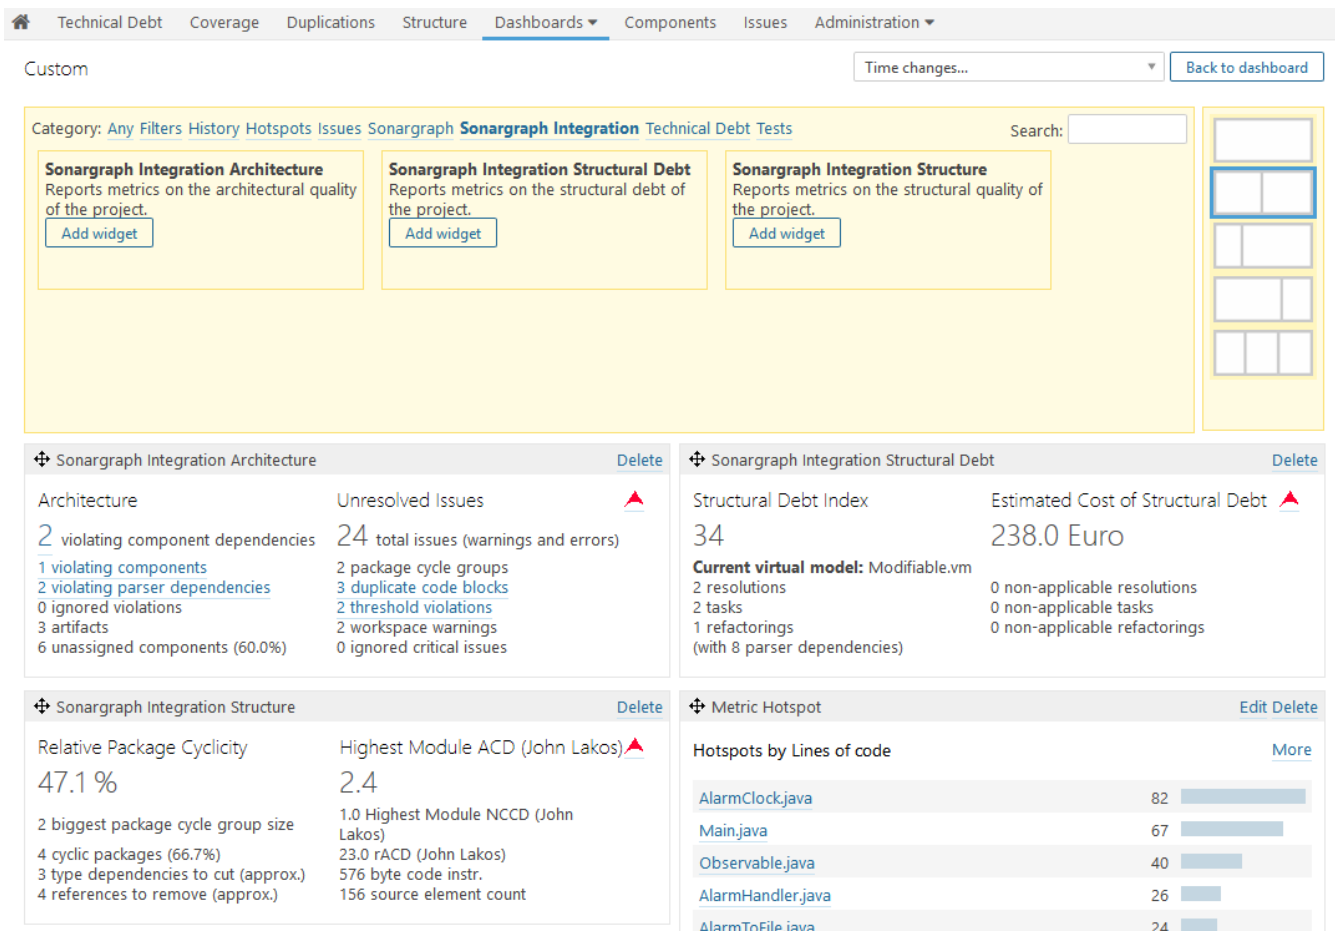 Technical Debt Coverage Duplications Structure Dashboards Components Issues Administration
Custom
Time changes...
Back to dashboard
Category: Any Filters History Hotspots Issues Sonargraph Sonargraph Integration Technical Debt Tests
Search:
Sonargraph Integration Architecture
Reports metrics on the architectural quality
of the project.
Add widget
Sonargraph Integration Structural Debt
Reports metrics on the structural debt of
the project.
Add widget
Sonargraph Integration Structure
Reports metrics on the structural quality of
the project.
Add widget
Sonargraph Integration Architecture Delete
Architecture
2 violating component dependencies
1 violating components
2 violating parser dependencies
0 ignored violations
3 artifacts
6 unassigned components (60.0%)
Unresolved Issues
24 total issues (warnings and errors)
2 package cycle groups
3 duplicate code blocks
2 threshold violations
2 workspace warnings
0 ignored critical issues
Sonargraph Integration Structural Debt Delete
Structural Debt Index
34
Current virtual model: Modifiable.vm
2 resolutions
2 tasks
1 refactorings
(with 8 parser dependencies)
Estimated Cost of Structural Debt
238.0 Euro
0 non-applicable resolutions
0 non-applicable tasks
0 non-applicable refactorings
Sonargraph Integration Structure Delete
Relative Package Cyclicity
47.1 %
2 biggest package cycle group size
4 cyclic packages (66.7%)
3 type dependencies to cut (approx.)
4 references to remove (approx.)
Highest Module ACD (John Lakos)
2.4
1.0 Highest Module NCCD (John
Lakos)
23.0 rACD (John Lakos)
576 byte code instr.
156 source element count
Metric Hotspot Edit Delete
Hotspots by Lines of code More
AlarmClock.java 82
Main.java 67
Observable.java 40
AlarmHandler.java 26
AlarmToFile.java 24